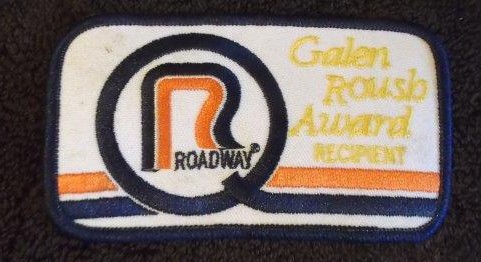 Galen
Roush
Award
RECIPIENT
R
ROADWAY®